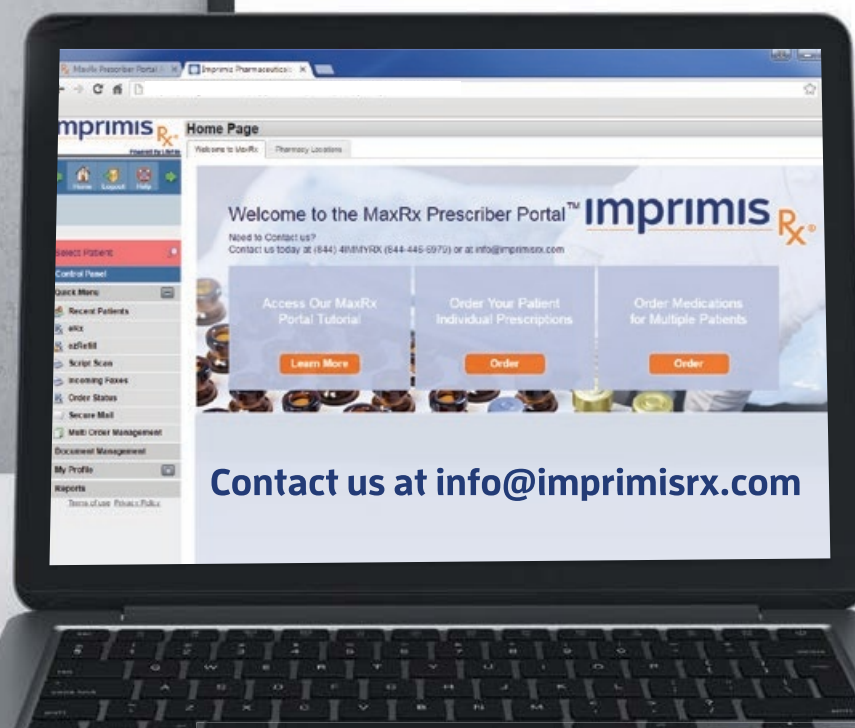 MaxRx Prescriber Portal
Imprimis Pharmaceuticals
mprimis Rx
Powered By LifeFile
Home Page
Welcome to MaxRx
Pharmacy Locations
Home
Logout
Help
Select Patient
Control Panel
Quick Menu
Recent Patients
eRx
ezRefill
Script Scan
Incoming Faxes
Order Status
Secure Mail
Multi Order Management
Document Management
My Profile
Reports
Terms of use
Privacy Policy
Welcome to the MaxRx Prescriber Portal™
Imprimis Rx®
Need to Contact us?
Contact us today at (844) 4IMMYRX (844-446-6979) or at info@imprimisrx.com
Access Our MaxRx
Portal Tutorial
Learn More
Order Your Patient
Individual Prescriptions
Order
Order Medications
for Multiple Patients
Order
Contact us at info@imprimisrx.com